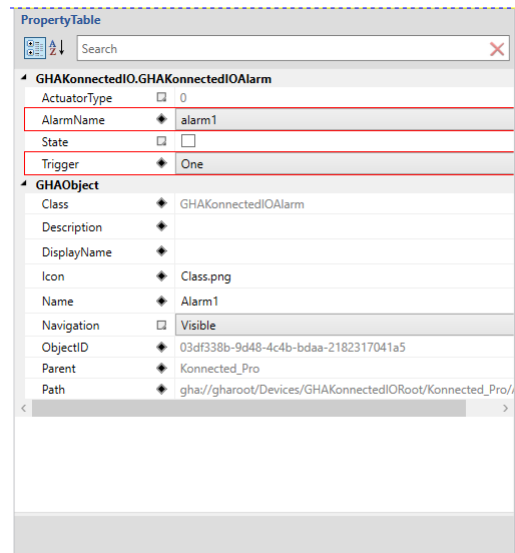 PropertyTable
A
Z
Search
GHAKonnectedIO.GHAKonnectedIOAlarm
ActuatorType 0
AlarmName alarm1
State
Trigger One
GHAObject
Class GHAKonnectedIOAlarm
Description
DisplayName
Icon Class.png
Name Alarm1
Navigation Visible
ObjectID 03df338b-9d48-4c4b-bdaa-2182317041a5
Parent Konnected_Pro
Path gha://gharoot/Devices/GHAKonnectedIORoot/Konnected_Pro/